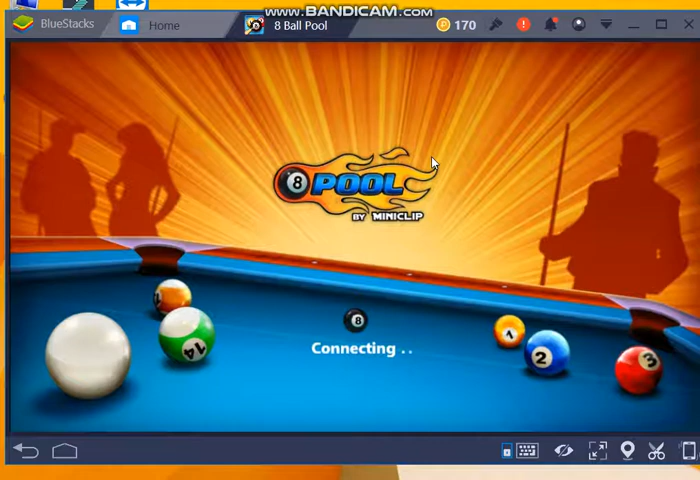 www.BANDICAM.com
BlueStacks
Home
8 Ball Pool
P 170
8 POOL
BY MINICLIP
8
Connecting . .
14
1
2
3